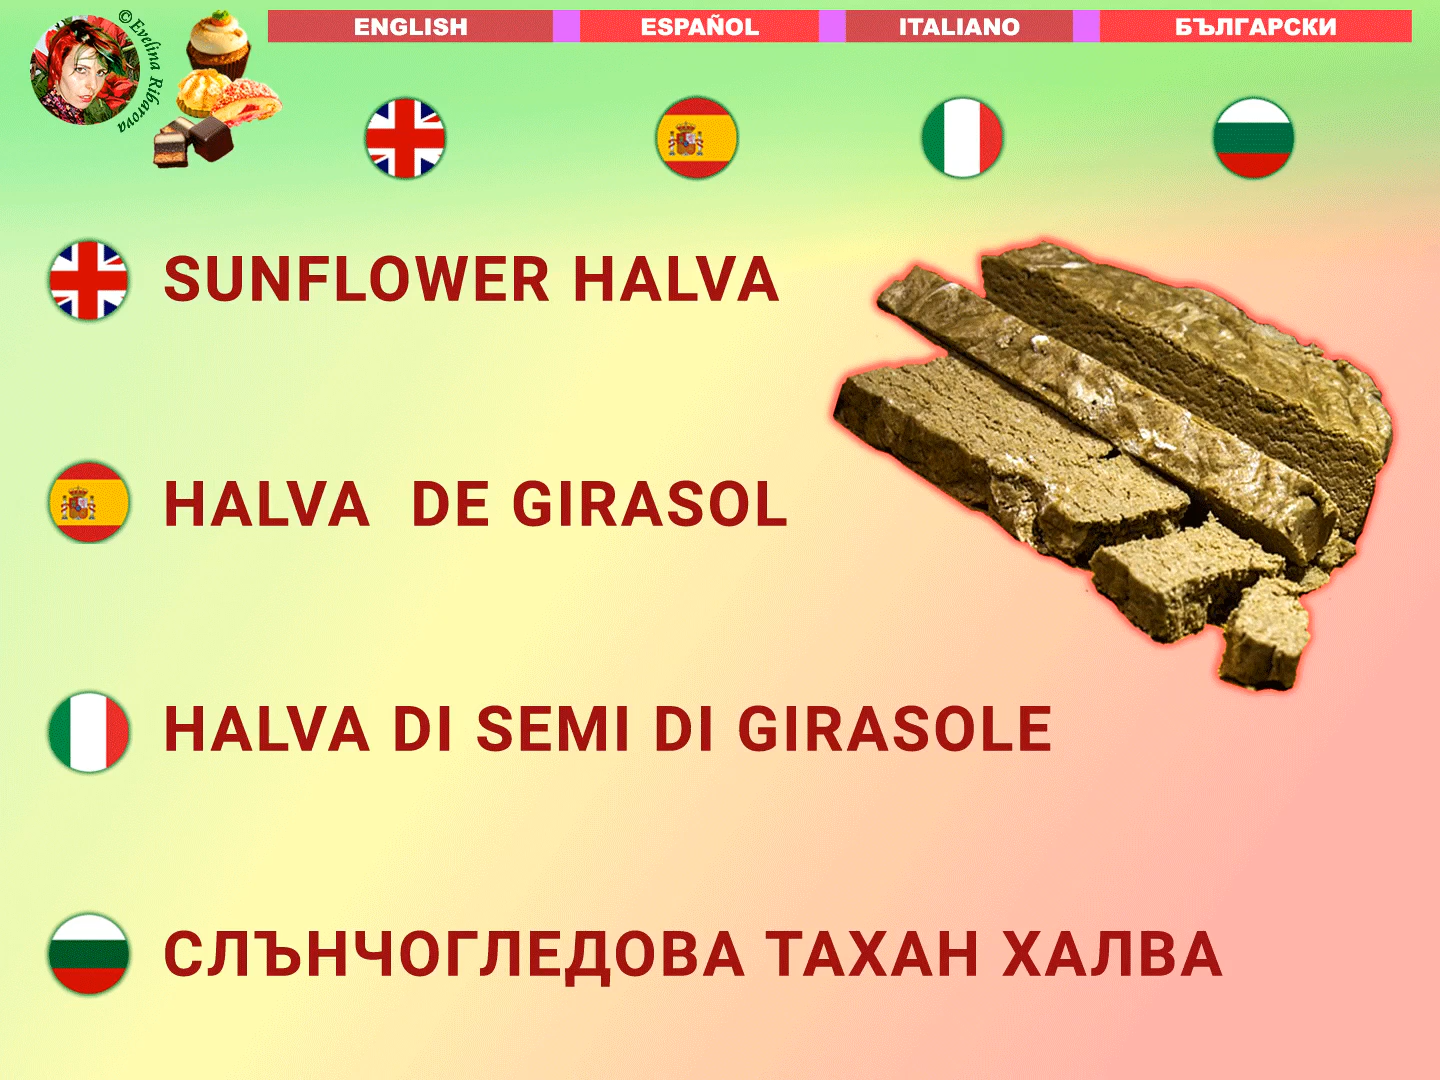 © Evelina Ribarova
ENGLISH
ESPAÑOL
ITALIANO
БЪЛГАРСКИ
SUNFLOWER HALVA
HALVA DE GIRASOL
HALVA DI SEMI DI GIRASOLE
СЛЪНЧОГЛЕДОВА ТАХАН ХАЛВА